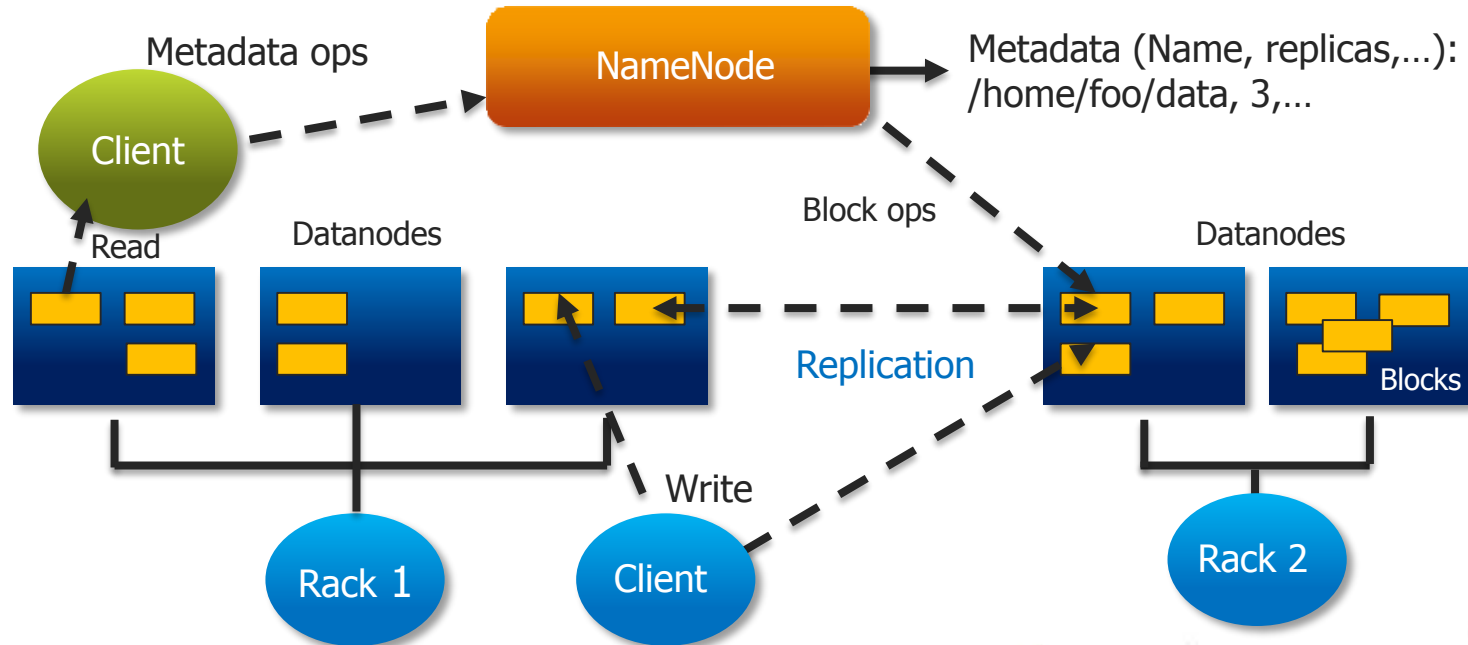 Metadata ops
NameNode
Metadata (Name, replicas,...):
/home/foo/data, 3,...
Client
Block ops
Read
Datanodes
Datanodes
Replication
Blocks
Write
Rack 1
Client
Rack 2